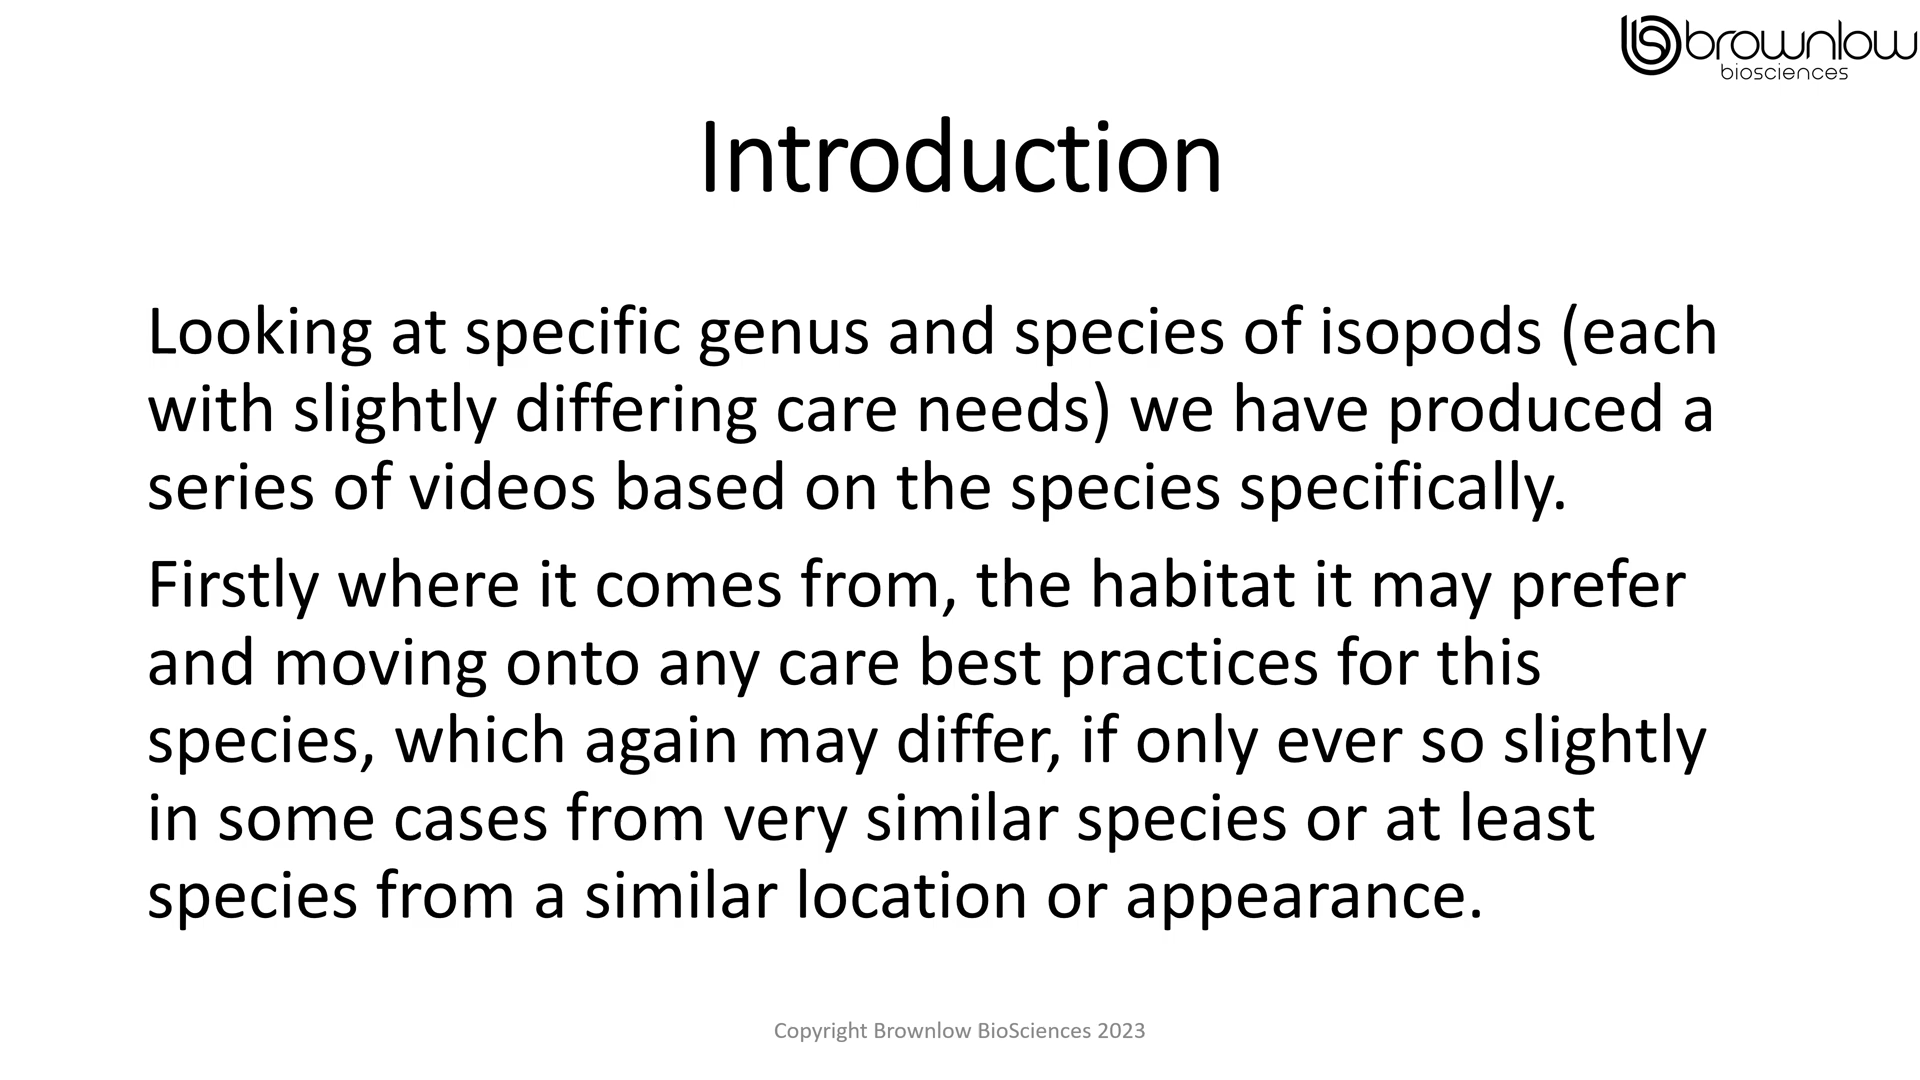 brownlow
biosciences
Introduction
Looking at specific genus and species of isopods (each
with slightly differing care needs) we have produced a
series of videos based on the species specifically.
Firstly where it comes from, the habitat it may prefer
and moving onto any care best practices for this
species, which again may differ, if only ever so slightly
in some cases from very similar species or at least
species from a similar location or appearance.
Copyright Brownlow BioSciences 2023